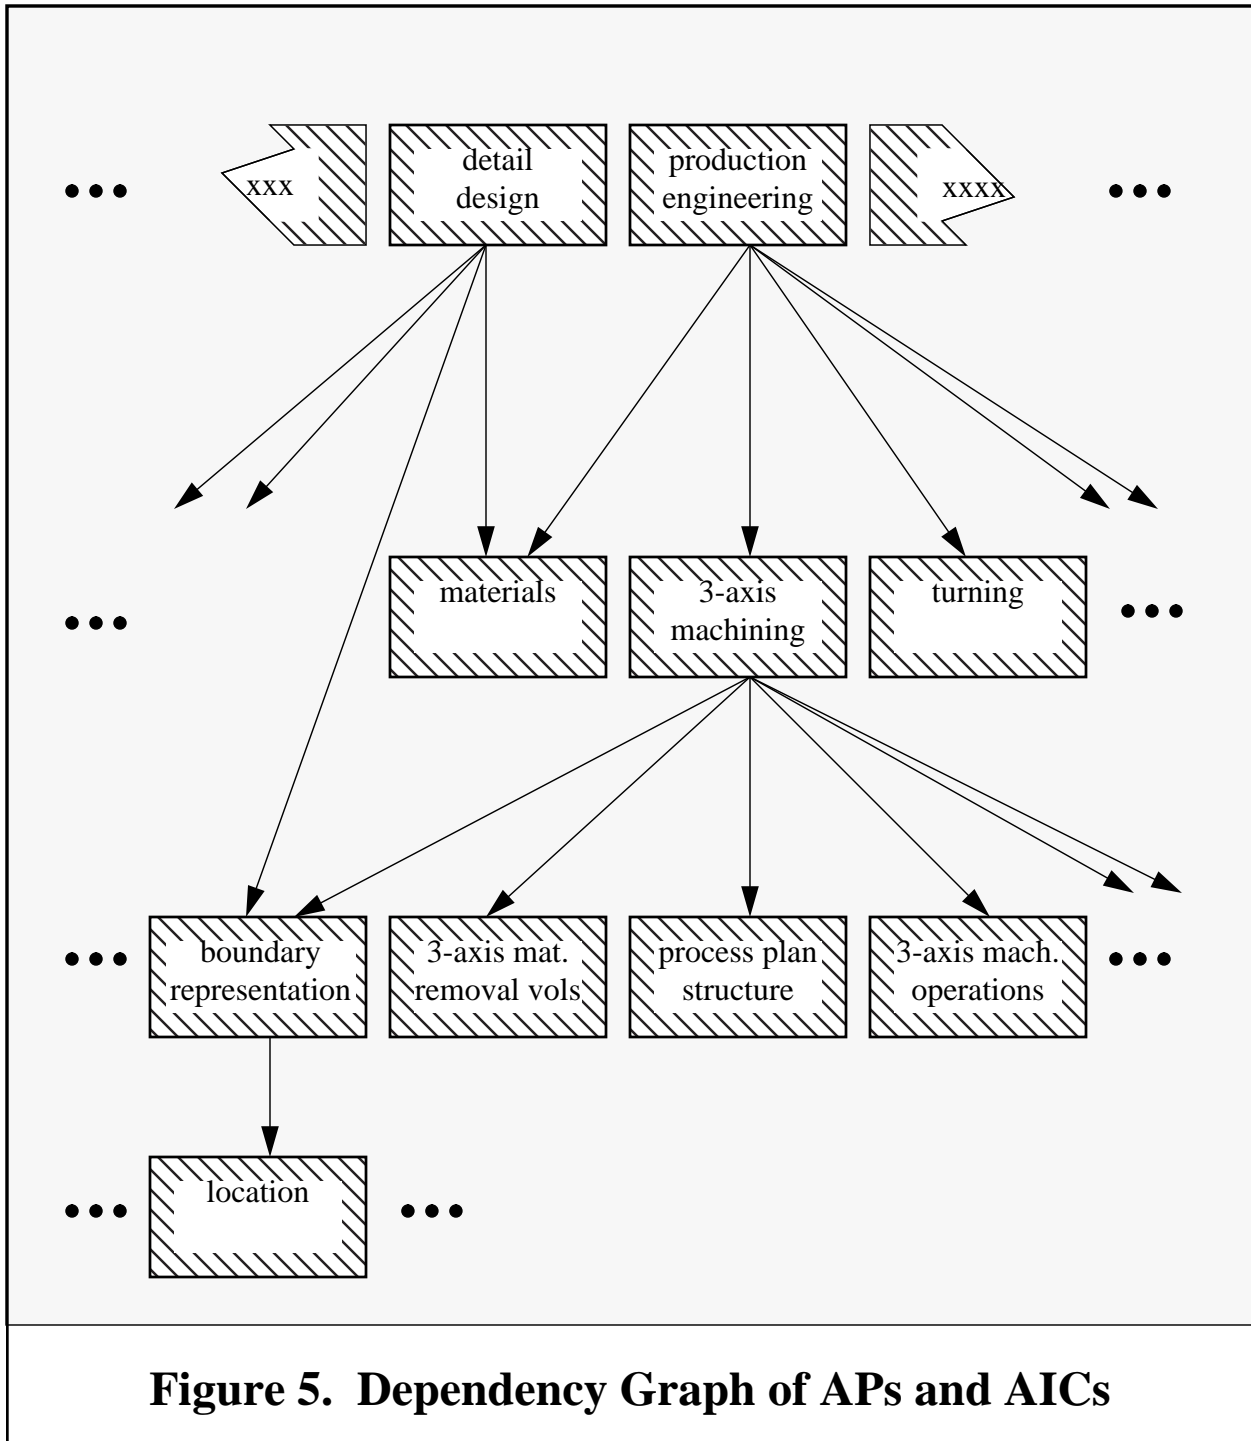 xxx
detail
design
production
engineering
xxxx
materials
3-axis
machining
turning
boundary
representation
3-axis mat.
removal vols
process plan
structure
3-axis mach.
operations
location
Figure 5. Dependency Graph of APs and AICs